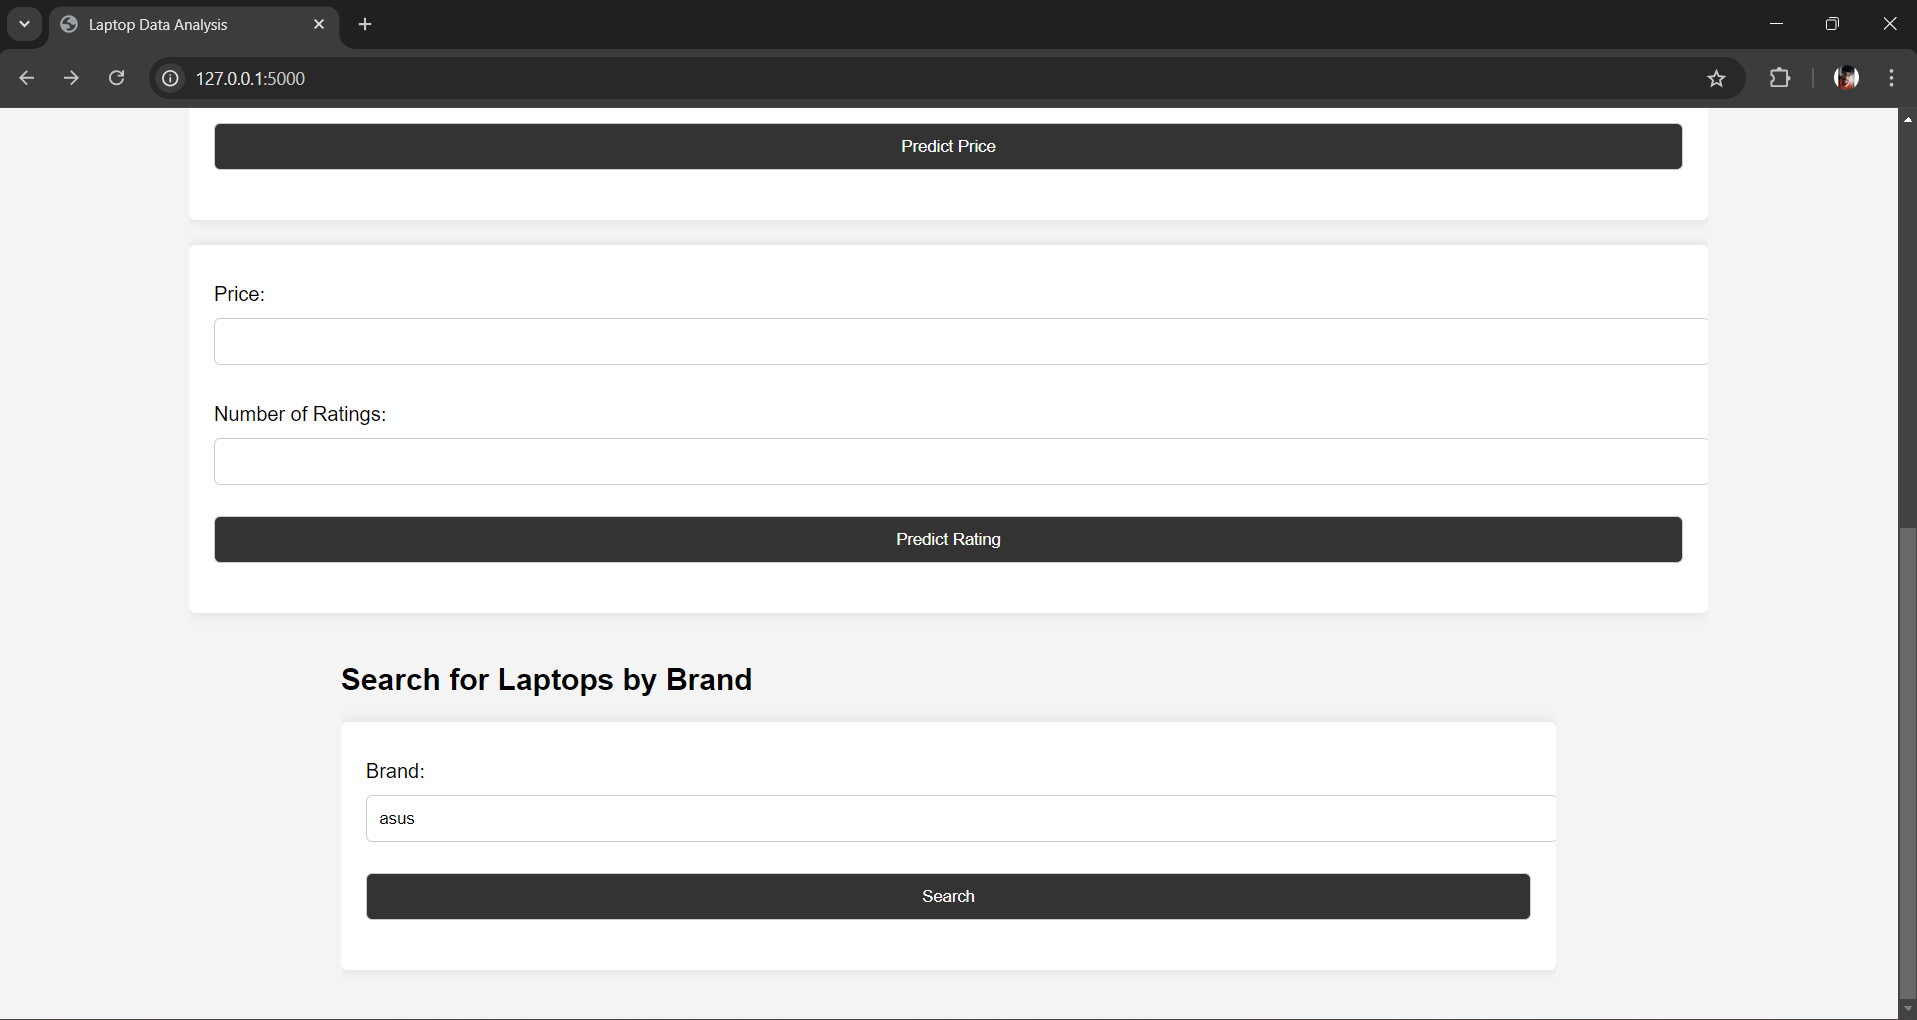 Laptop Data Analysis
127.0.0.1:5000
Predict Price
Price:
Number of Ratings:
Predict Rating
Search for Laptops by Brand
Brand:
asus
Search